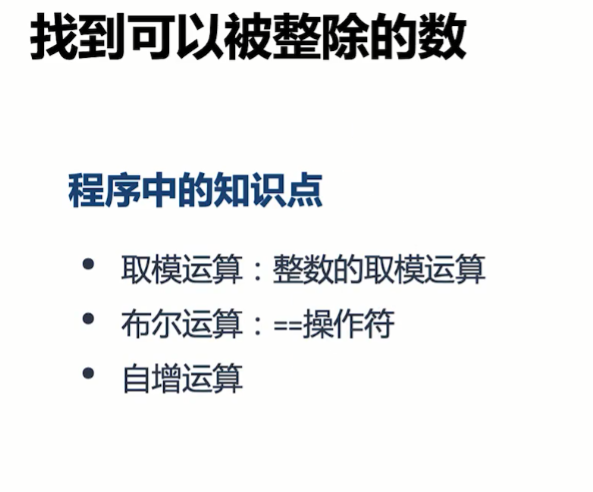 找到可以被整除的数
程序中的知识点
• 取模运算：整数的取模运算
• 布尔运算：==操作符
• 自增运算